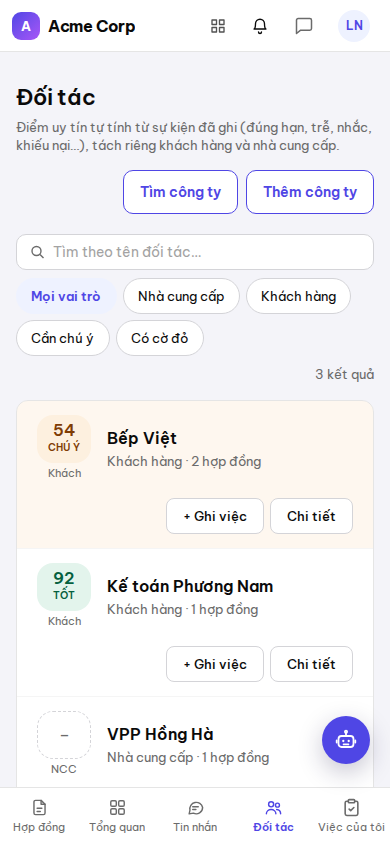 A Acme Corp LN
Đối tác
Điểm uy tín tự tính từ sự kiện đã ghi (đúng hạn, trễ, nhắc,
khiếu nại…), tách riêng khách hàng và nhà cung cấp.
Tìm công ty Thêm công ty
Tìm theo tên đối tác…
Mọi vai trò Nhà cung cấp Khách hàng
Cần chú ý Có cờ đỏ
3 kết quả
54
CHÚ Ý
Khách
Bếp Việt
Khách hàng · 2 hợp đồng
+ Ghi việc Chi tiết
92
TỐT
Khách
Kế toán Phương Nam
Khách hàng · 1 hợp đồng
+ Ghi việc Chi tiết
–
NCC
VPP Hồng Hà
Nhà cung cấp · 1 hợp đồng
Hợp đồng Tổng quan Tin nhắn Đối tác Việc của tôi